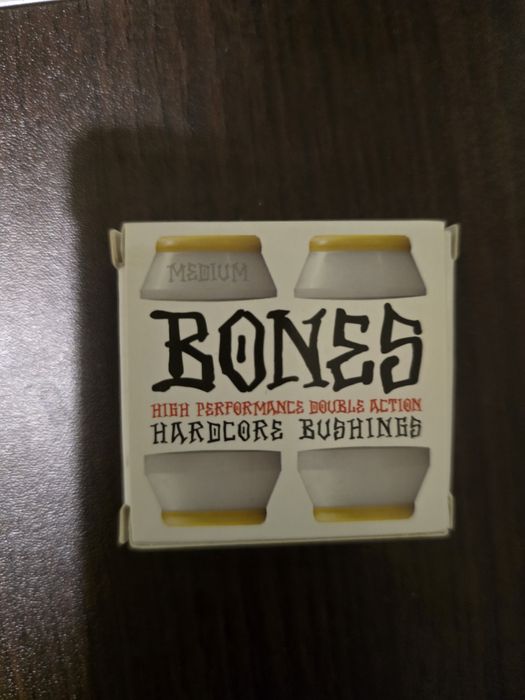 MEDIUM
BONES
HIGH PERFORMANCE DOUBLE ACTION
HARDCORE BUSHINGS